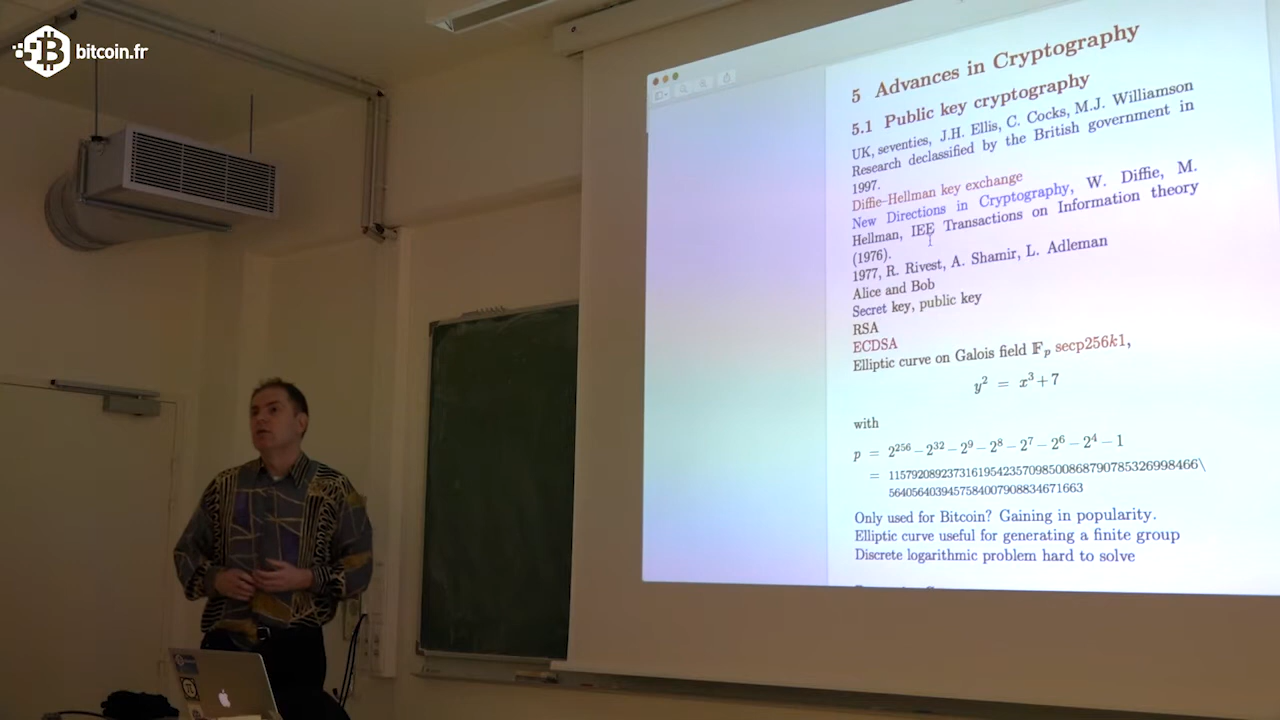 bitcoin.fr
5 Advances in Cryptography
5.1 Public key cryptography
UK, seventies, J.H. Ellis, C. Cocks, M.J. Williamson
Research declassified by the British government in
1997.
Diffie–Hellman key exchange
New Directions in Cryptography, W. Diffie, M.
Hellman, IEE Transactions on Information theory
(1976).
1977, R. Rivest, A. Shamir, L. Adleman
Alice and Bob
Secret key, public key
RSA
ECDSA
Elliptic curve on Galois field 𝔽p secp256k1,
y² = x³ + 7
with
p = 2²⁵⁶ − 2³² − 2⁹ − 2⁸ − 2⁷ − 2⁶ − 2⁴ − 1
= 115792089237316195423570985008687907853269984665\
5640564039457584007908834671663
Only used for Bitcoin? Gaining in popularity.
Elliptic curve useful for generating a finite group
Discrete logarithmic problem hard to solve